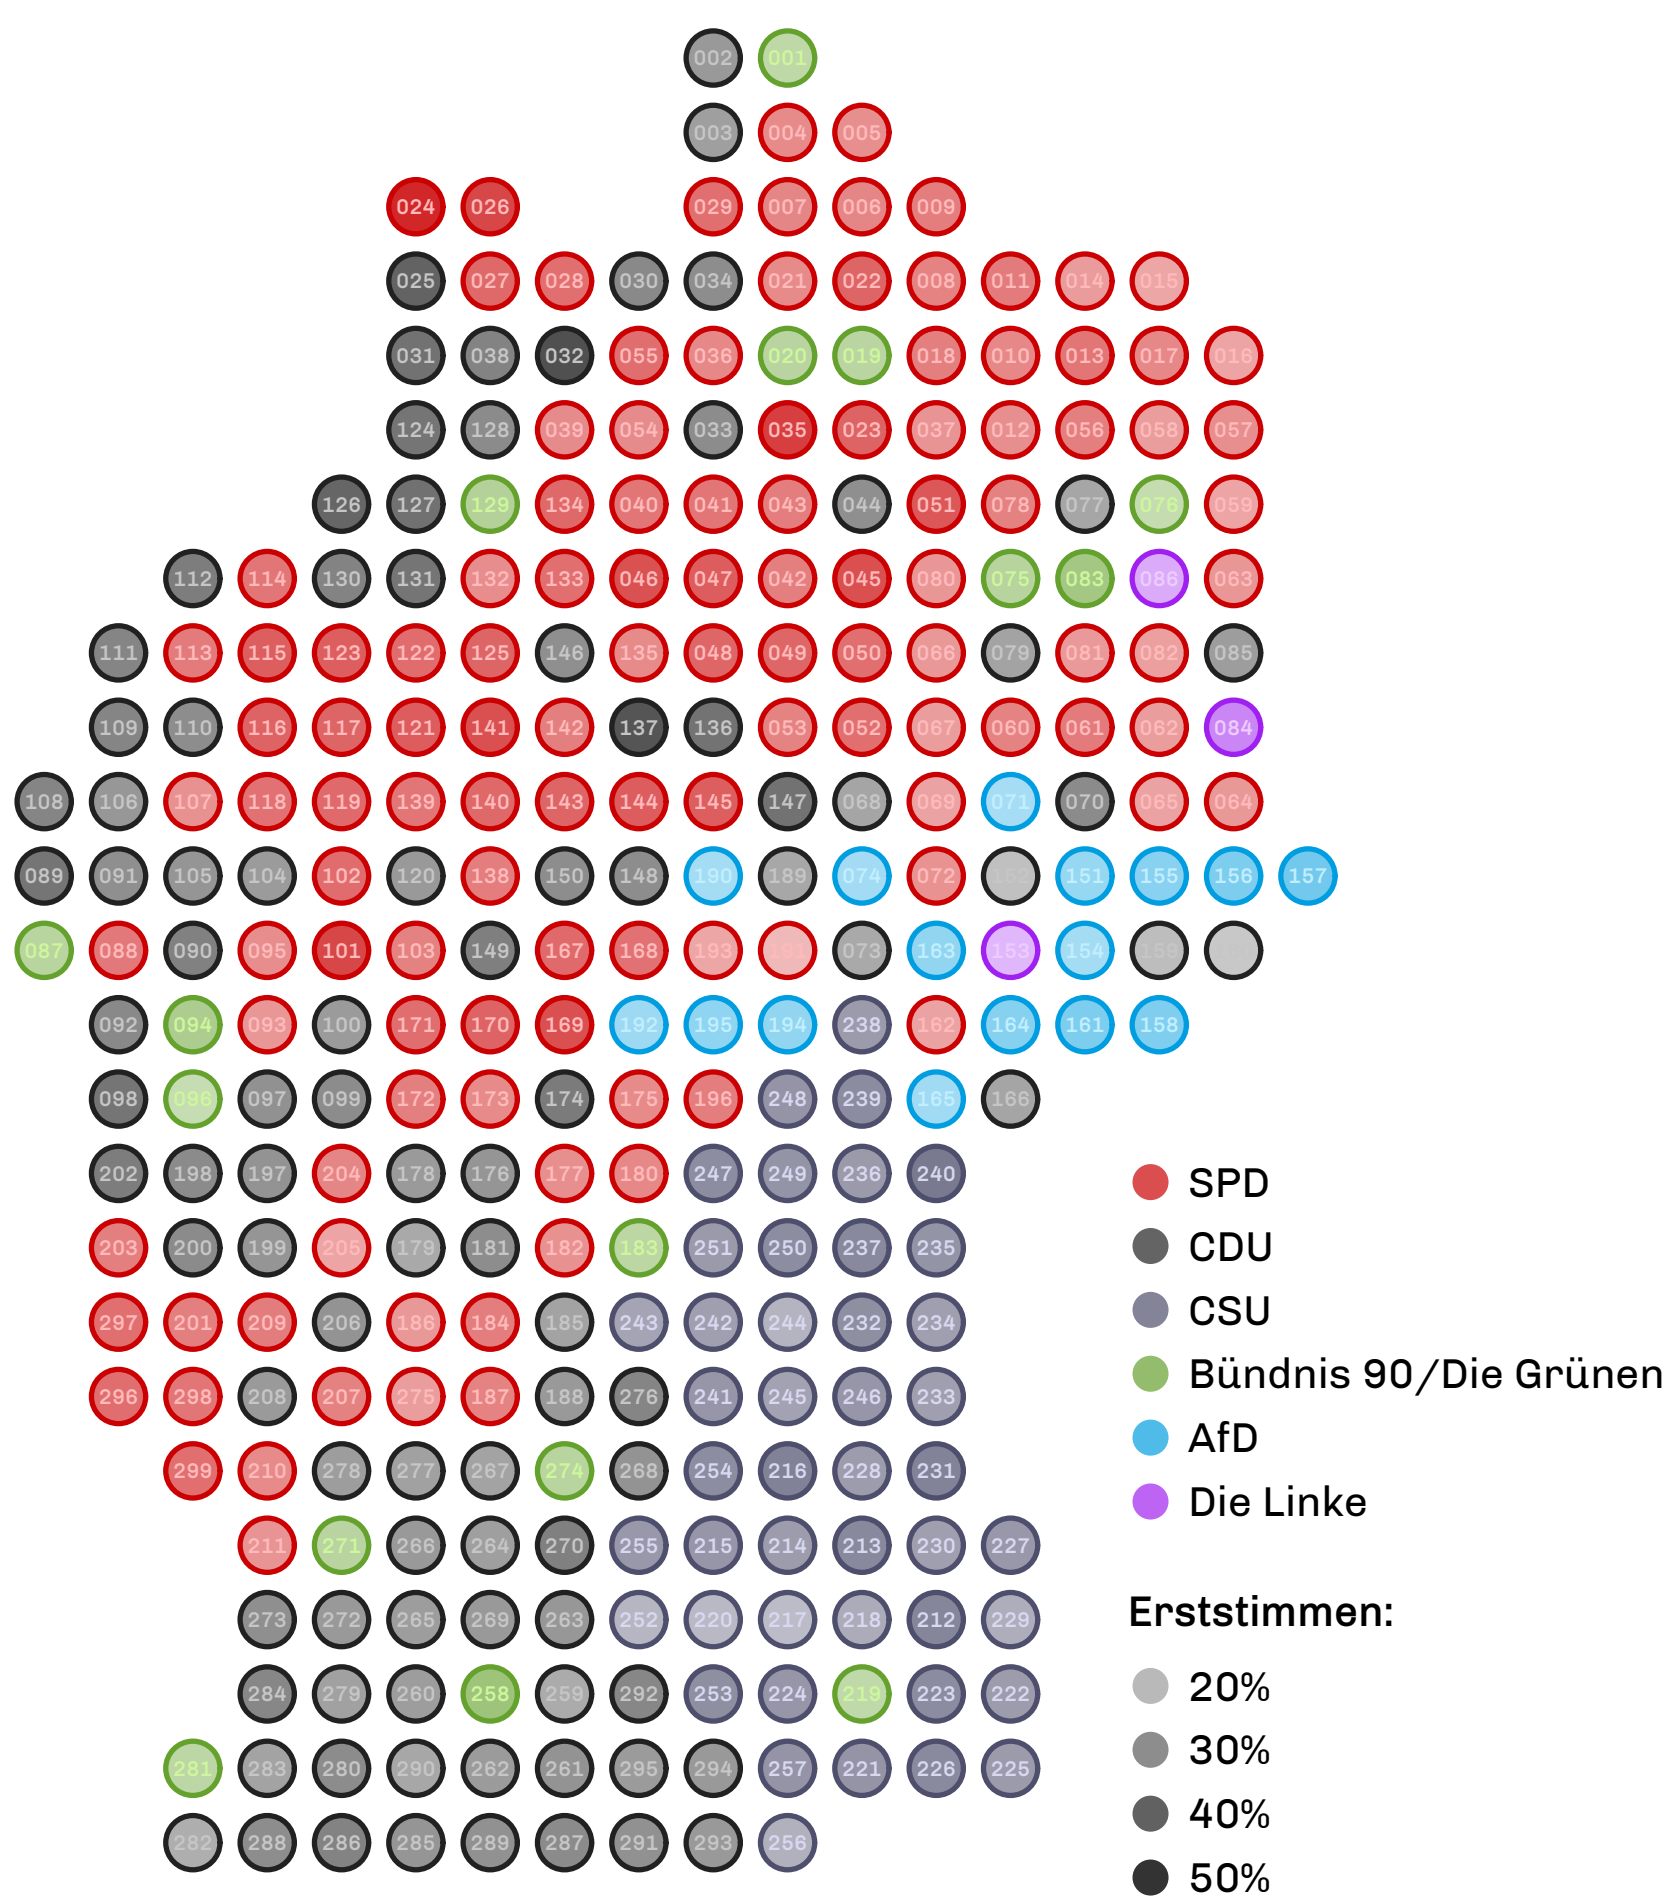 002 001
003 004 005
024 026 029 007 006 009
025 027 028 030 034 021 022 008 011 014 015
031 038 032 055 036 020 019 018 010 013 017 016
124 128 039 054 033 035 023 037 012 056 058 057
126 127 129 134 040 041 043 044 051 078 077 076 059
112 114 130 131 132 133 046 047 042 045 080 075 083 086 063
111 113 115 123 122 125 146 135 048 049 050 066 079 081 082 085
109 110 116 117 121 141 142 137 136 053 052 067 060 061 062 084
108 106 107 118 119 139 140 143 144 145 147 068 069 071 070 065 064
089 091 105 104 102 120 138 150 148 190 189 074 072 152 151 155 156 157
087 088 090 095 101 103 149 167 168 193 191 073 163 153 154 159
092 094 093 100 171 170 169 192 195 194 238 162 164 161 158
098 096 097 099 172 173 174 175 196 248 239 165 166
202 198 197 204 178 176 177 180 247 249 236 240
203 200 199 205 179 181 182 183 251 250 237 235
297 201 209 206 186 184 185 243 242 244 232 234
296 298 208 207 275 187 188 276 241 245 246 233
299 210 278 277 267 274 268 254 216 228 231
211 271 266 264 270 255 215 214 213 230 227
273 272 265 269 263 252 220 217 218 212 229
284 279 260 258 259 292 253 224 219 223 222
281 283 280 290 262 261 295 294 257 221 226 225
282 288 286 285 289 287 291 293 256
SPD
CDU
CSU
Bündnis 90/Die Grünen
AfD
Die Linke
Erststimmen:
20%
30%
40%
50%